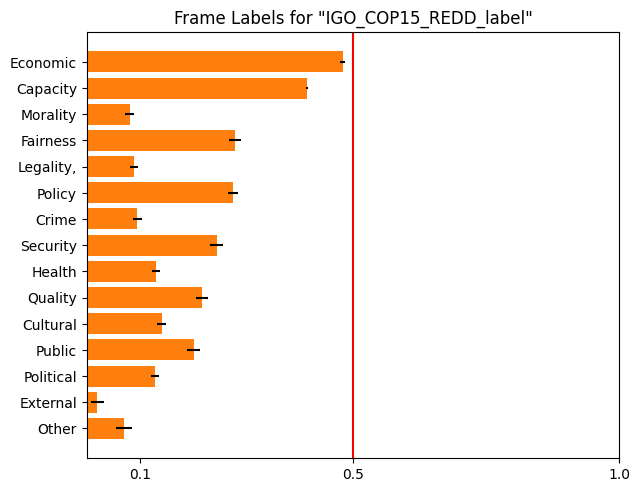 Frame Labels for "IGO_COP15_REDD_label"
Economic
Capacity
Morality
Fairness
Legality,
Policy
Crime
Security
Health
Quality
Cultural
Public
Political
External
Other
0.1 0.5 1.0